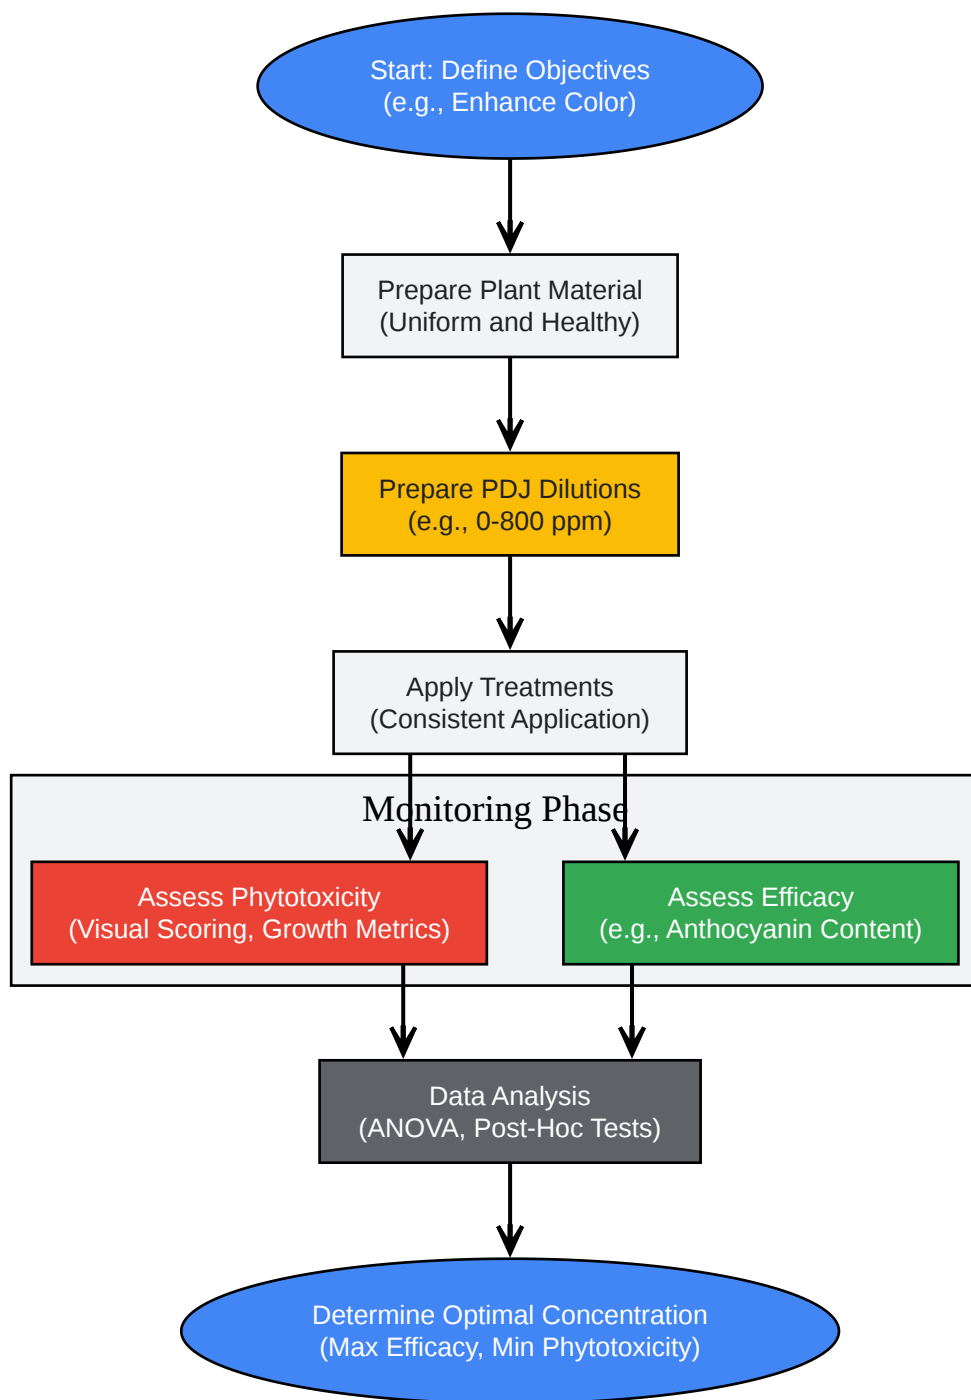 Start: Define Objectives
(e.g., Enhance Color)
Prepare Plant Material
(Uniform and Healthy)
Prepare PDJ Dilutions
(e.g., 0-800 ppm)
Apply Treatments
(Consistent Application)
Monitoring Phase
Assess Phytotoxicity
(Visual Scoring, Growth Metrics)
Assess Efficacy
(e.g., Anthocyanin Content)
Data Analysis
(ANOVA, Post-Hoc Tests)
Determine Optimal Concentration
(Max Efficacy, Min Phytotoxicity)